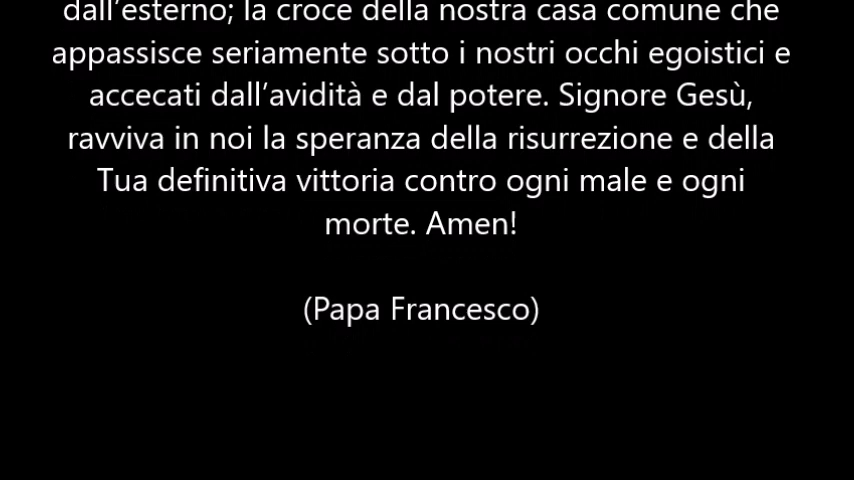 dall’esterno; la croce della nostra casa comune che
appassisce seriamente sotto i nostri occhi egoistici e
accecati dall’avidità e dal potere. Signore Gesù,
ravviva in noi la speranza della risurrezione e della
Tua definitiva vittoria contro ogni male e ogni
morte. Amen!
(Papa Francesco)